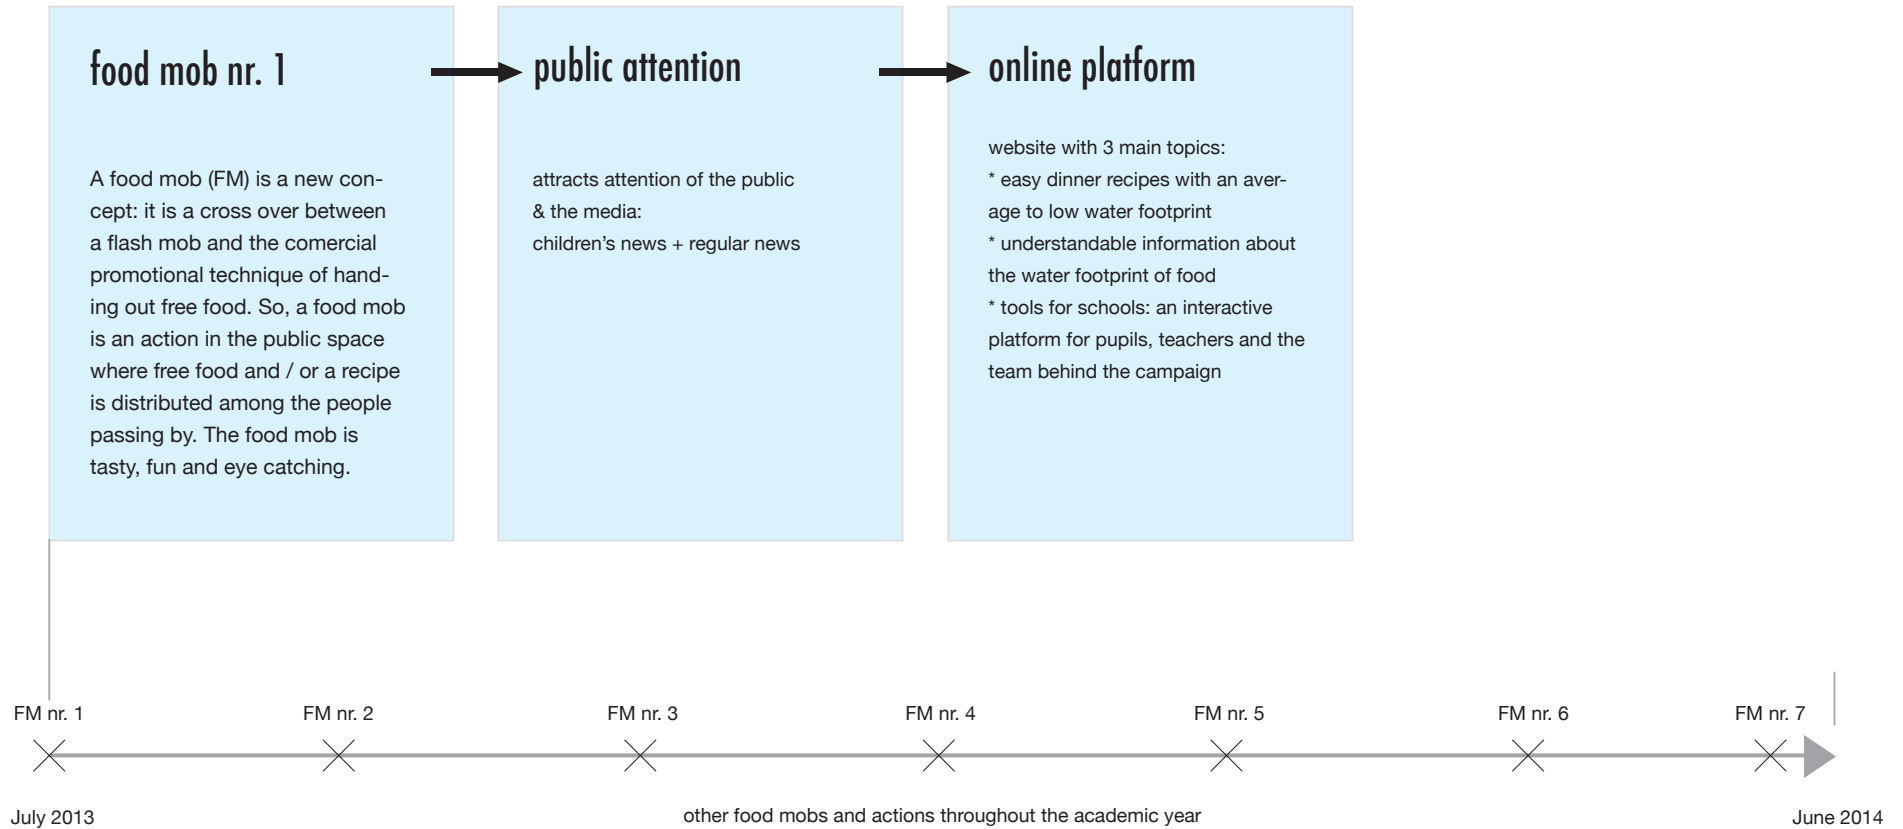 food mob nr. 1
A food mob (FM) is a new con-
cept: it is a cross over between
a flash mob and the comercial
promotional technique of hand-
ing out free food. So, a food mob
is an action in the public space
where free food and / or a recipe
is distributed among the people
passing by. The food mob is
tasty, fun and eye catching.
public attention
attracts attention of the public
& the media:
children's news + regular news
online platform
website with 3 main topics:
* easy dinner recipes with an aver-
age to low water footprint
* understandable information about
the water footprint of food
* tools for schools: an interactive
platform for pupils, teachers and the
team behind the campaign
FM nr. 1
FM nr. 2
FM nr. 3
FM nr. 4
FM nr. 5
FM nr. 6
FM nr. 7
July 2013
other food mobs and actions throughout the academic year
June 2014